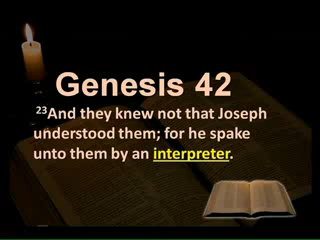 Genesis 42
23And they knew not that Joseph
understood them; for he spake
unto them by an interpreter.